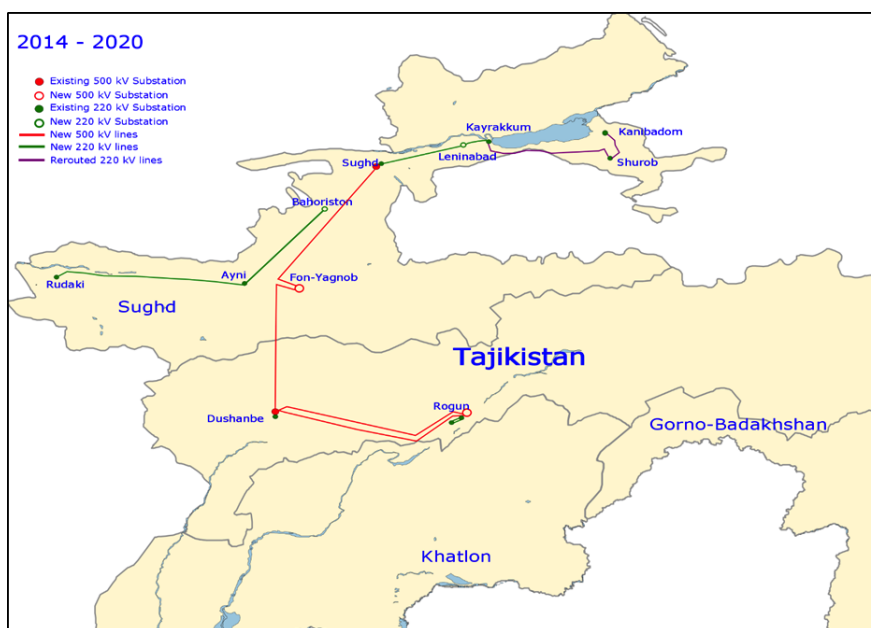 2014 - 2020
Existing 500 kV Substation
New 500 kV Substation
Existing 220 kV Substation
New 220 kV Substation
New 500 kV lines
New 220 kV lines
Rerouted 220 kV lines
Kayrakkum
Kanibadom
Sughd
Leninabad
Shurob
Bahoriston
Ayni
Fon-Yagnob
Rudaki
Sughd
Tajikistan
Rogun
Dushanbe
Gorno-Badakhshan
Khatlon